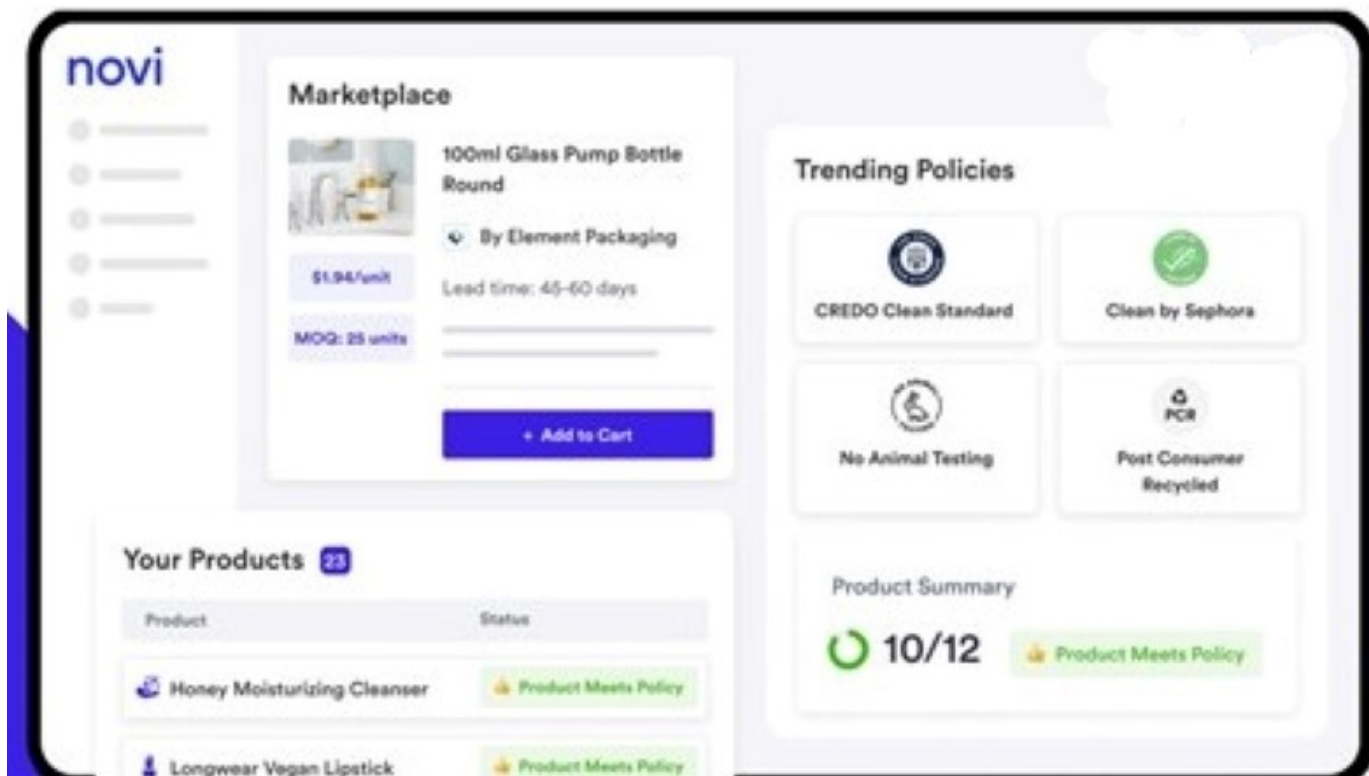 novi
Marketplace
100ml Glass Pump Bottle
Round
By Element Packaging
$1.94/unit
Lead time: 45-60 days
MOQ: 25 units
+ Add to Cart
Trending Policies
CREDO Clean Standard
Clean by Sephora
No Animal Testing
PCR
Post Consumer
Recycled
Your Products 23
Product Status
Honey Moisturizing Cleanser Product Meets Policy
Longwear Vegan Lipstick Product Meets Policy
Product Summary
10/12 Product Meets Policy